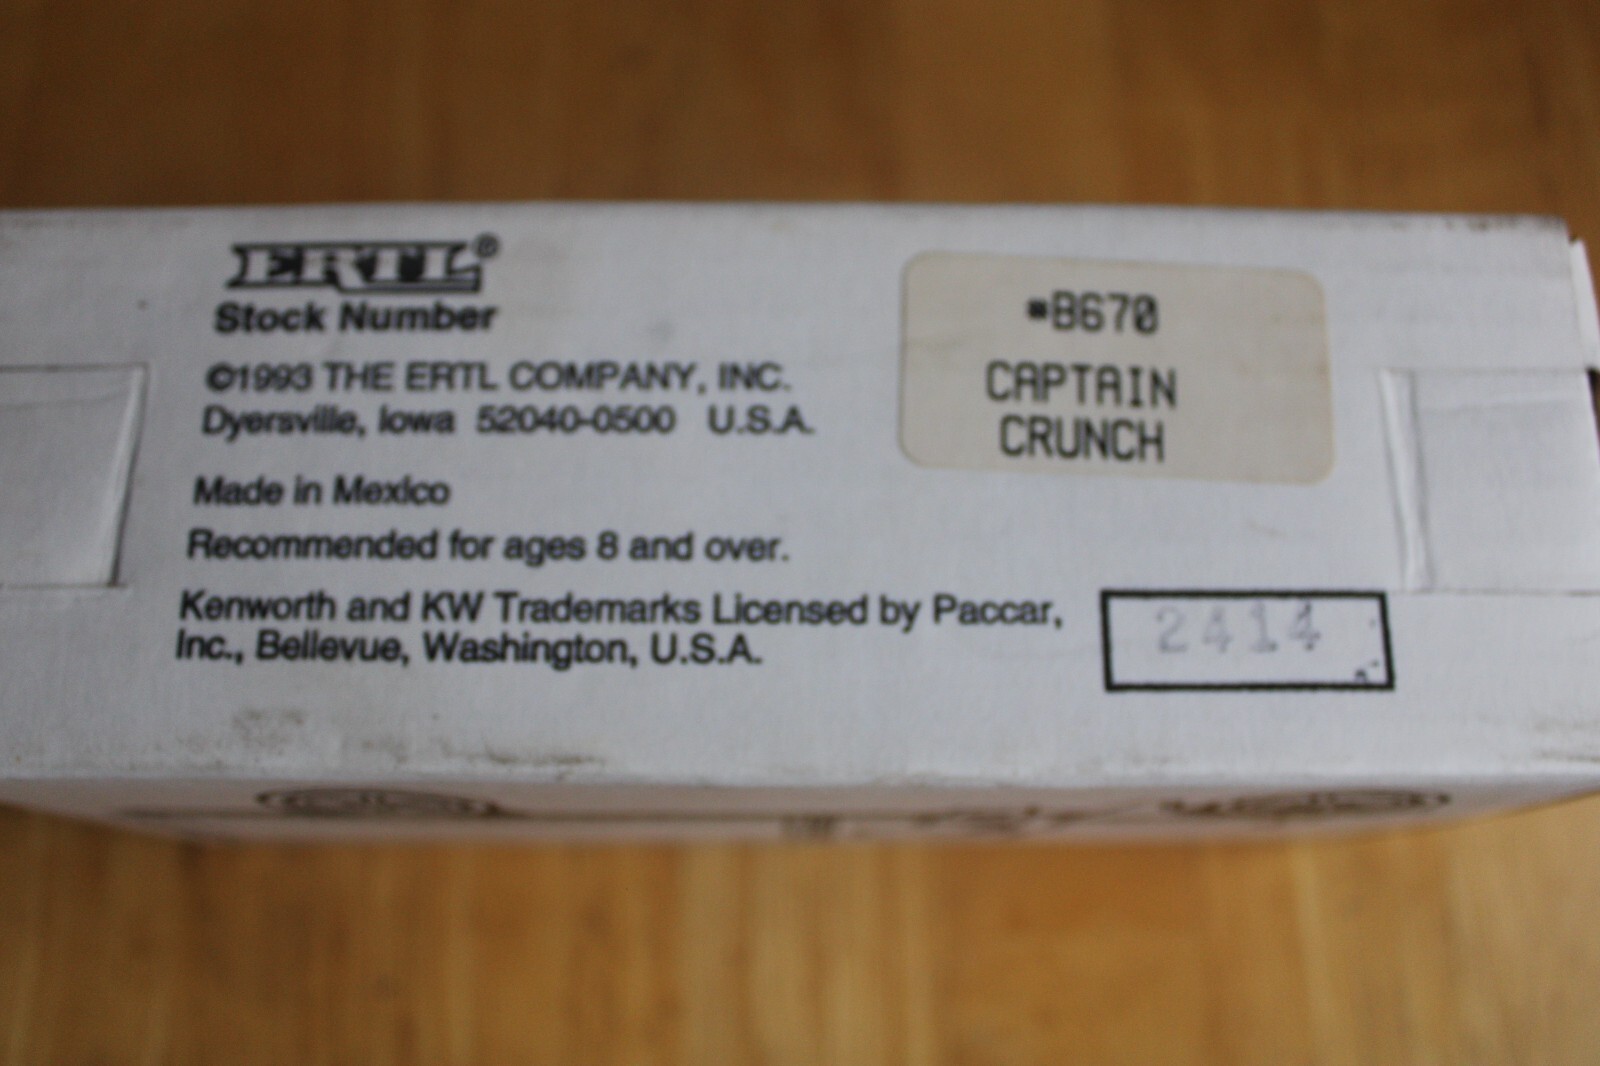 ERTL®
Stock Number
©1993 THE ERTL COMPANY, INC.
Dyersville, Iowa 52040-0500 U.S.A.
Made in Mexico
Recommended for ages 8 and over.
Kenworth and KW Trademarks Licensed by Paccar,
Inc., Bellevue, Washington, U.S.A.
#B670
CAPTAIN
CRUNCH
2414